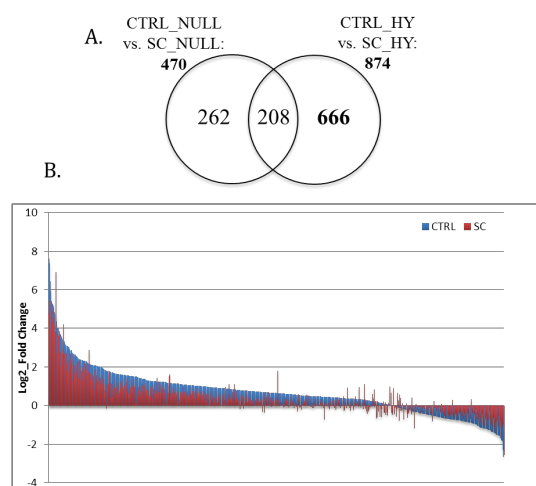 A.
CTRL_NULL
vs. SC_NULL:
470
CTRL_HY
vs. SC_HY:
874
262
208
666
B.
10
8
6
4
2
0
-2
-4
Log2_Fold Change
CTRL
SC